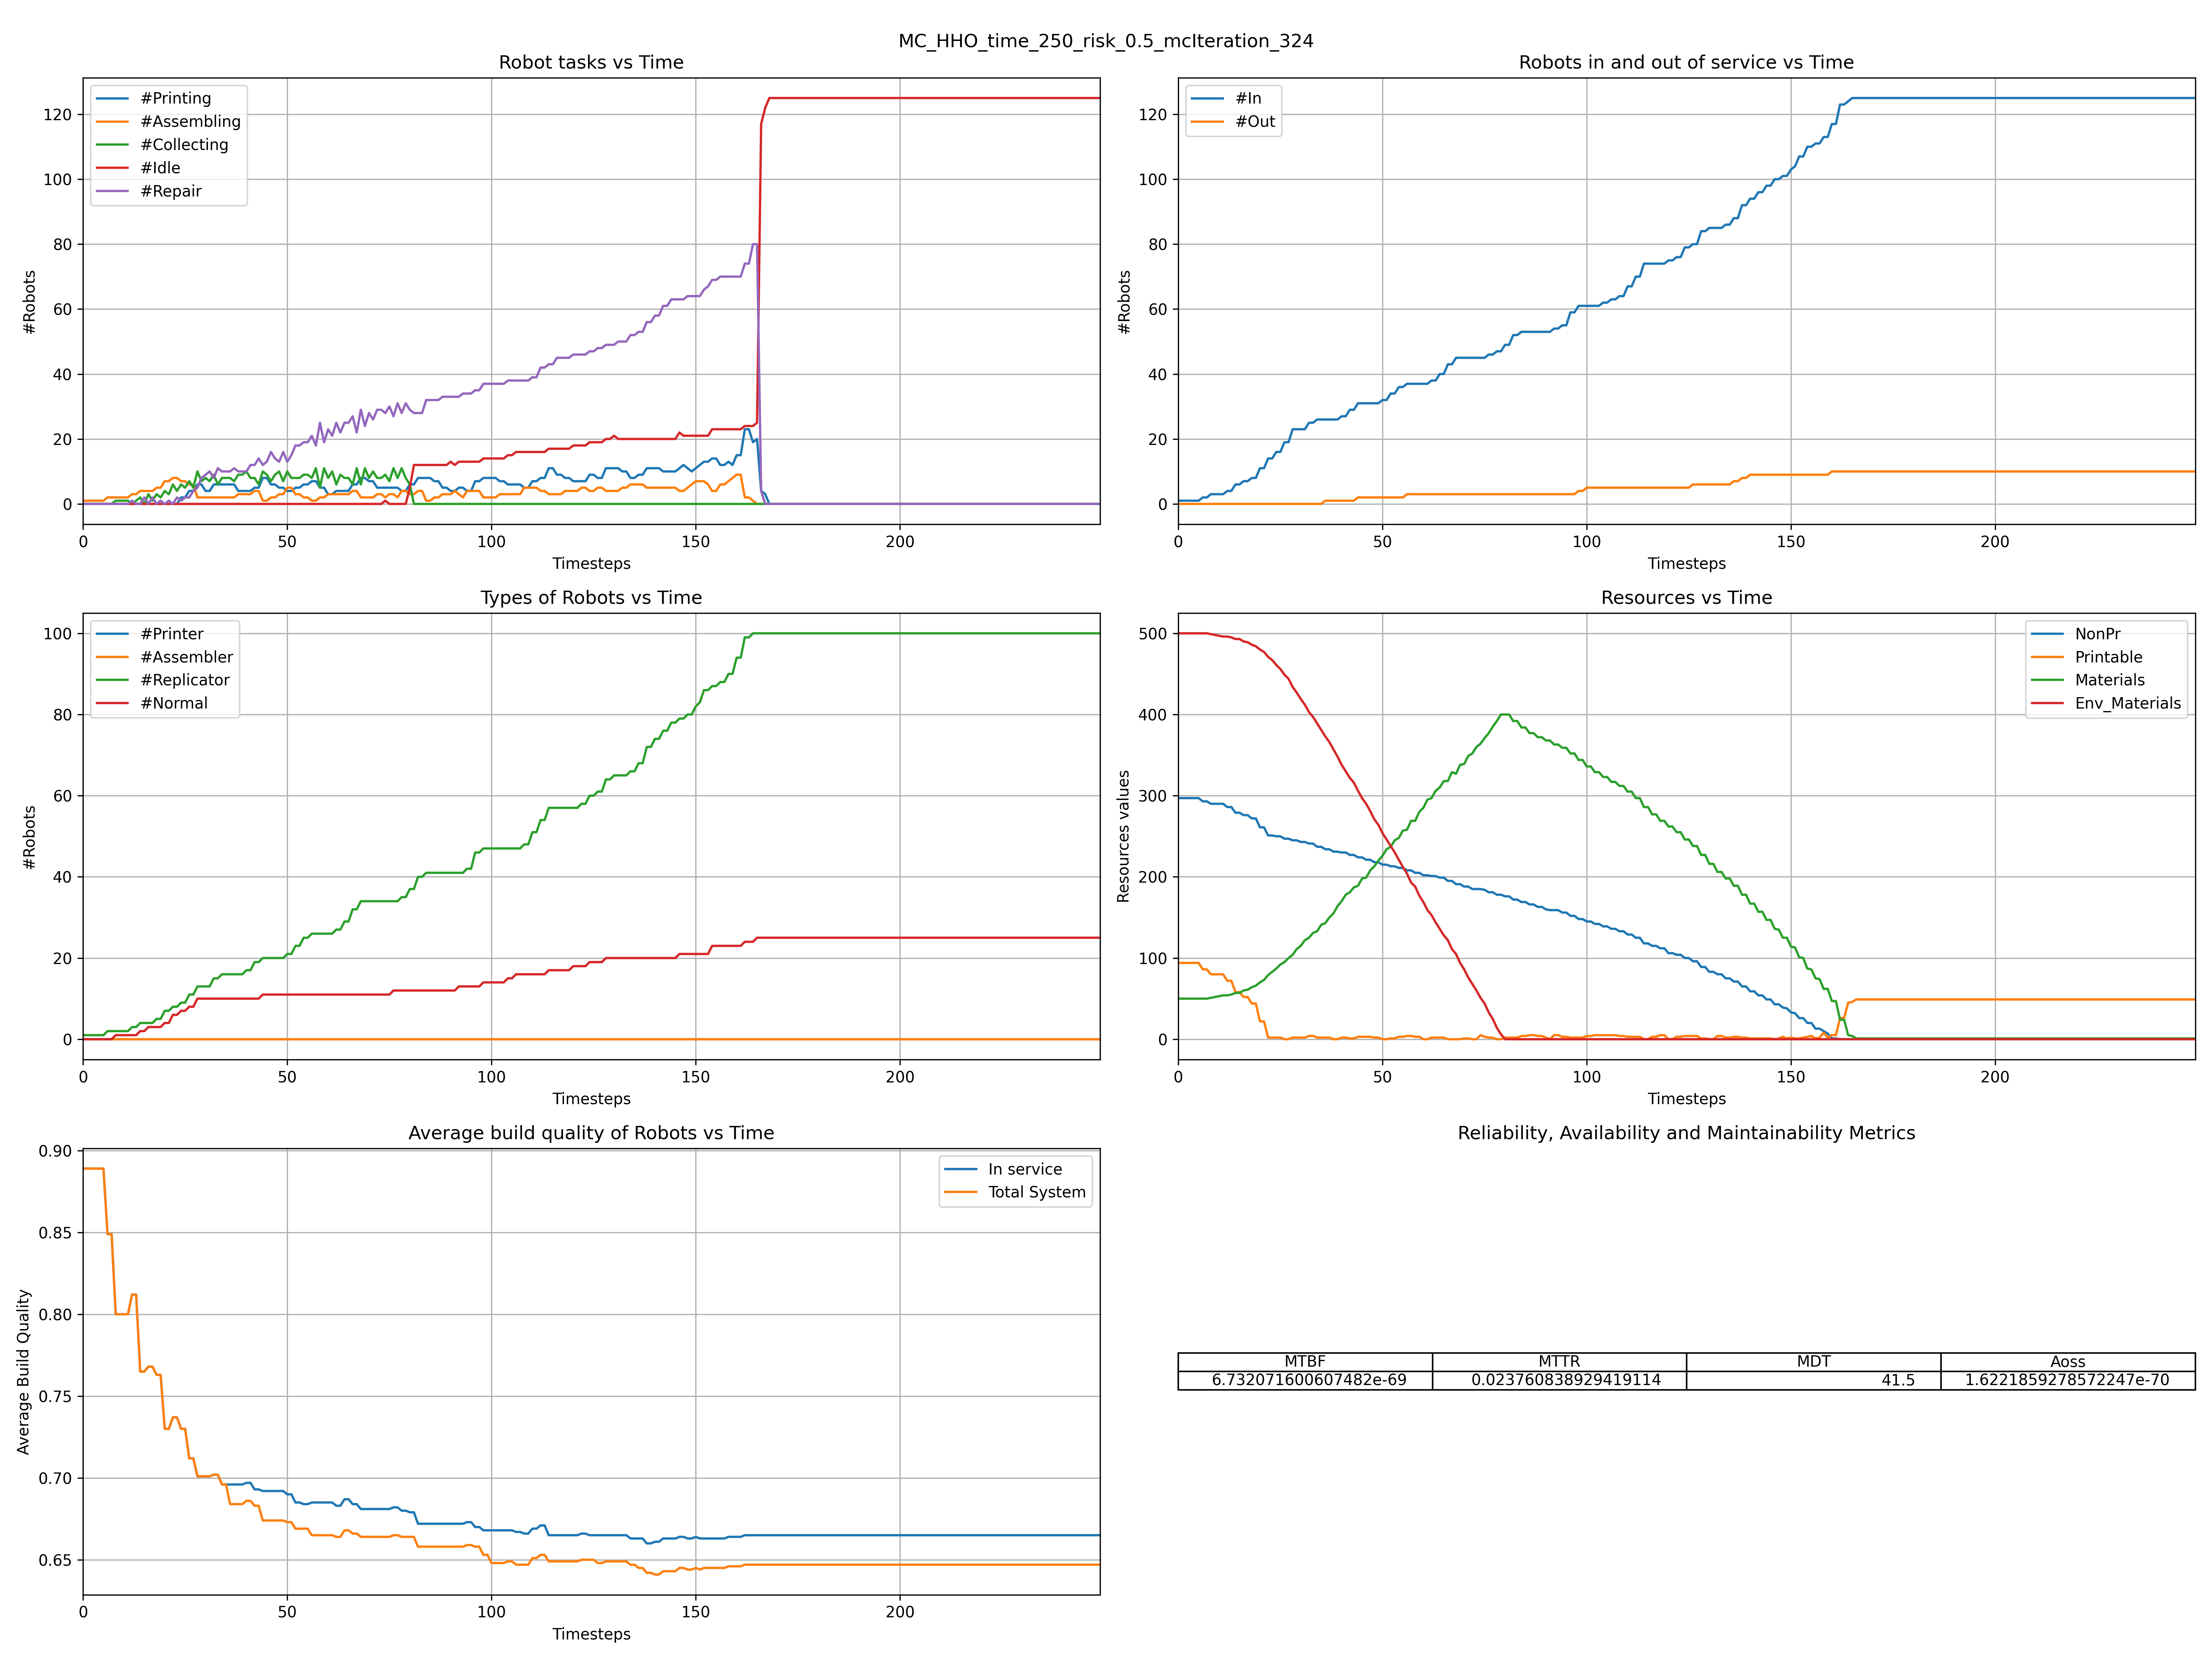 MC_HHO_time_250_risk_0.5_mcIteration_324
Robot tasks vs Time
#Printing
#Assembling
#Collecting
#Idle
#Repair
120
100
80
60
40
20
0
#Robots
0 50 100 150 200
Timesteps
Robots in and out of service vs Time
#In
#Out
120
100
80
60
40
20
0
#Robots
0 50 100 150 200
Timesteps
Types of Robots vs Time
#Printer
#Assembler
#Replicator
#Normal
100
80
60
40
20
0
#Robots
0 50 100 150 200
Timesteps
Resources vs Time
NonPr
Printable
Materials
Env_Materials
500
400
300
200
100
0
Resources values
0 50 100 150 200
Timesteps
Average build quality of Robots vs Time
In service
Total System
0.90
0.85
0.80
0.75
0.70
0.65
Average Build Quality
0 50 100 150 200
Timesteps
Reliability, Availability and Maintainability Metrics
MTBF MTTR MDT Aoss
6.732071600607482e-69 0.023760838929419114 41.5 1.6221859278572247e-70